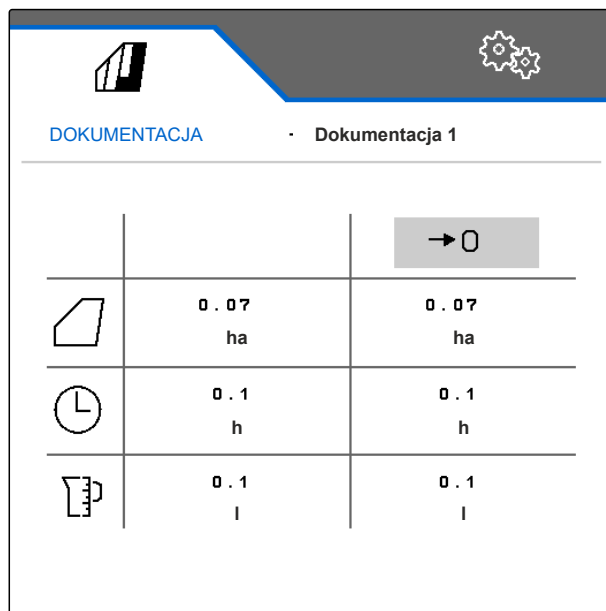 DOKUMENTACJA · Dokumentacja 1
→0
0.07 0.07
ha ha
0.1 0.1
h h
0.1 0.1
l l